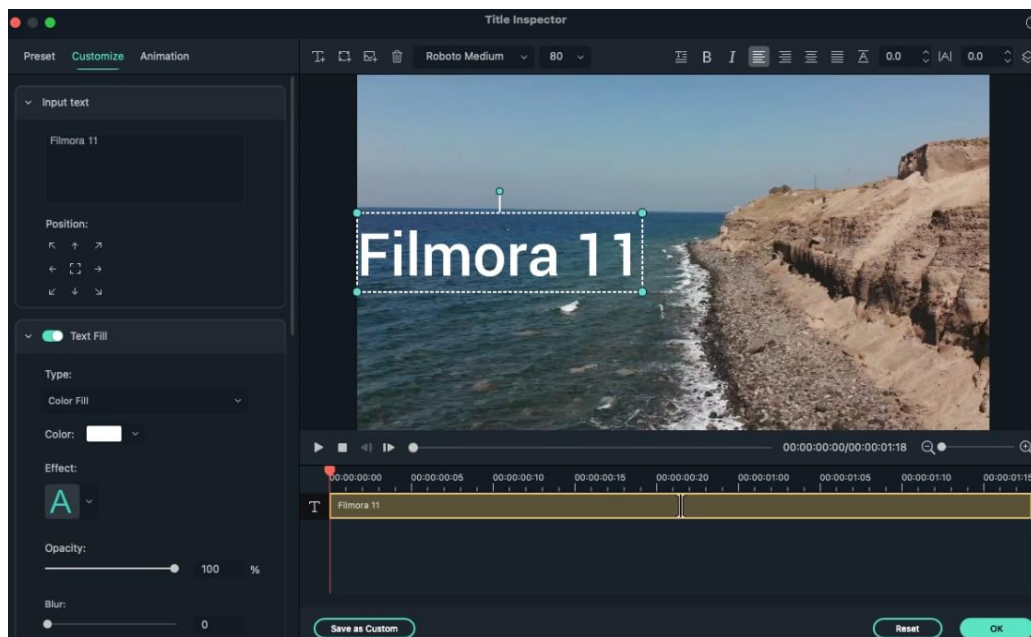 Title Inspector
Preset Customize Animation
Roboto Medium 80 B I 0.0 |A| 0.0
Input text
Filmora 11
Position:
Text Fill
Type:
Color Fill
Color:
Effect:
A
Opacity:
100 %
Blur:
0
Filmora 11
00:00:00:00/00:00:01:18
00:00:00:00 00:00:00:05 00:00:00:10 00:00:00:15 00:00:00:20 00:00:01:00 00:00:01:05 00:00:01:10 00:00:01:15
T Filmora 11
Save as Custom Reset OK